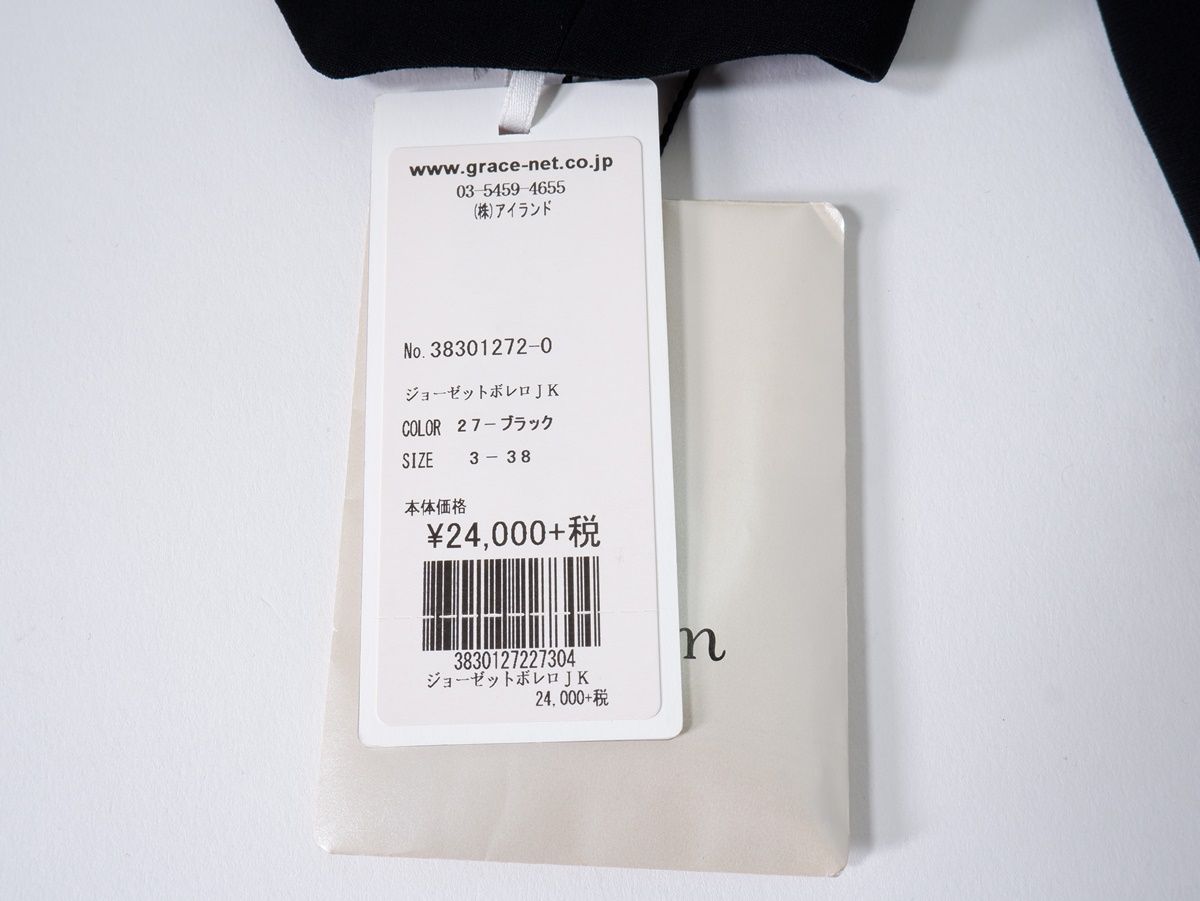 www.grace-net.co.jp
03-5459-4655
(株)アイランド
No. 38301272-0
ジョーゼットボレロJK
COLOR 27-ブラック
SIZE 3-38
本体価格
¥24,000+税
3830127227304
ジョーゼットボレロJK
24,000+税